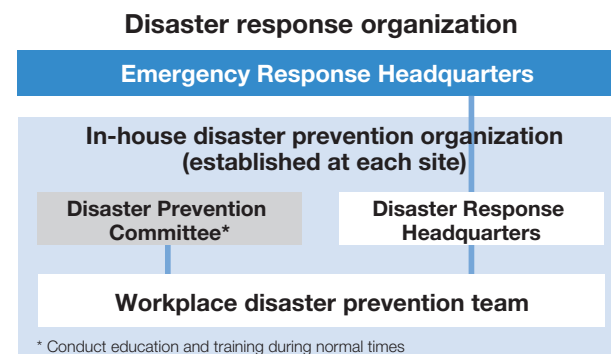 Disaster response organization
Emergency Response Headquarters
In-house disaster prevention organization
(established at each site)
Disaster Prevention
Committee*
Disaster Response
Headquarters
Workplace disaster prevention team
* Conduct education and training during normal times